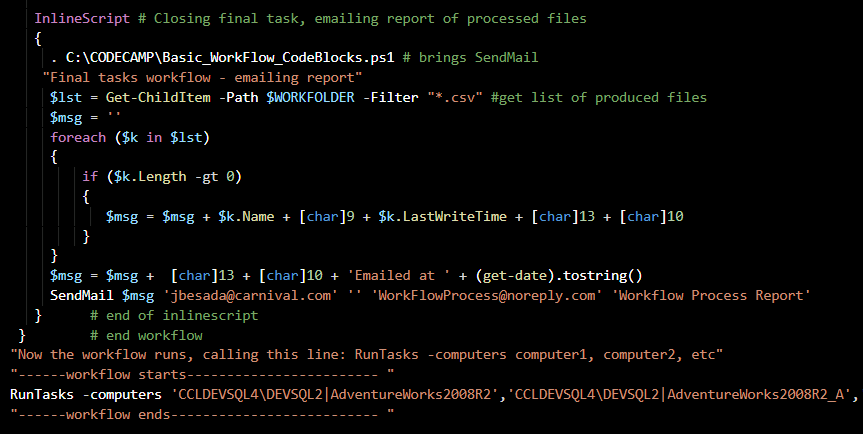 InlineScript # Closing final task, emailing report of processed files
{
. C:\CODECAMP\Basic_WorkFlow_CodeBlocks.ps1 # brings SendMail
"Final tasks workflow - emailing report"
$lst = Get-ChildItem -Path $WORKFOLDER -Filter "*.csv" #get list of produced files
$msg = ''
foreach ($k in $lst)
{
if ($k.Length -gt 0)
{
$msg = $msg + $k.Name + [char]9 + $k.LastWriteTime + [char]13 + [char]10
}
}
$msg = $msg +  [char]13 + [char]10 + 'Emailed at ' + (get-date).tostring()
SendMail $msg 'jbesada@carnival.com' '' 'WorkFlowProcess@noreply.com' 'Workflow Process Report'
}      # end of inlinescript
}        # end workflow
"Now the workflow runs, calling this line: RunTasks -computers computer1, computer2, etc"
"------workflow starts------------------------ "
RunTasks -computers 'CCLDEVSQL4\DEVSQL2|AdventureWorks2008R2','CCLDEVSQL4\DEVSQL2|AdventureWorks2008R2_A',
"------workflow ends-------------------------- "